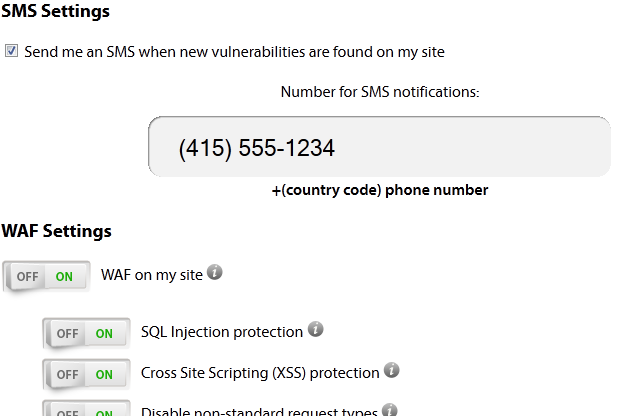 SMS Settings
Send me an SMS when new vulnerabilities are found on my site
Number for SMS notifications:
(415) 555-1234
+(country code) phone number
WAF Settings
OFF ON WAF on my site i
OFF ON SQL Injection protection i
OFF ON Cross Site Scripting (XSS) protection i
OFF ON Disable non-standard request types i